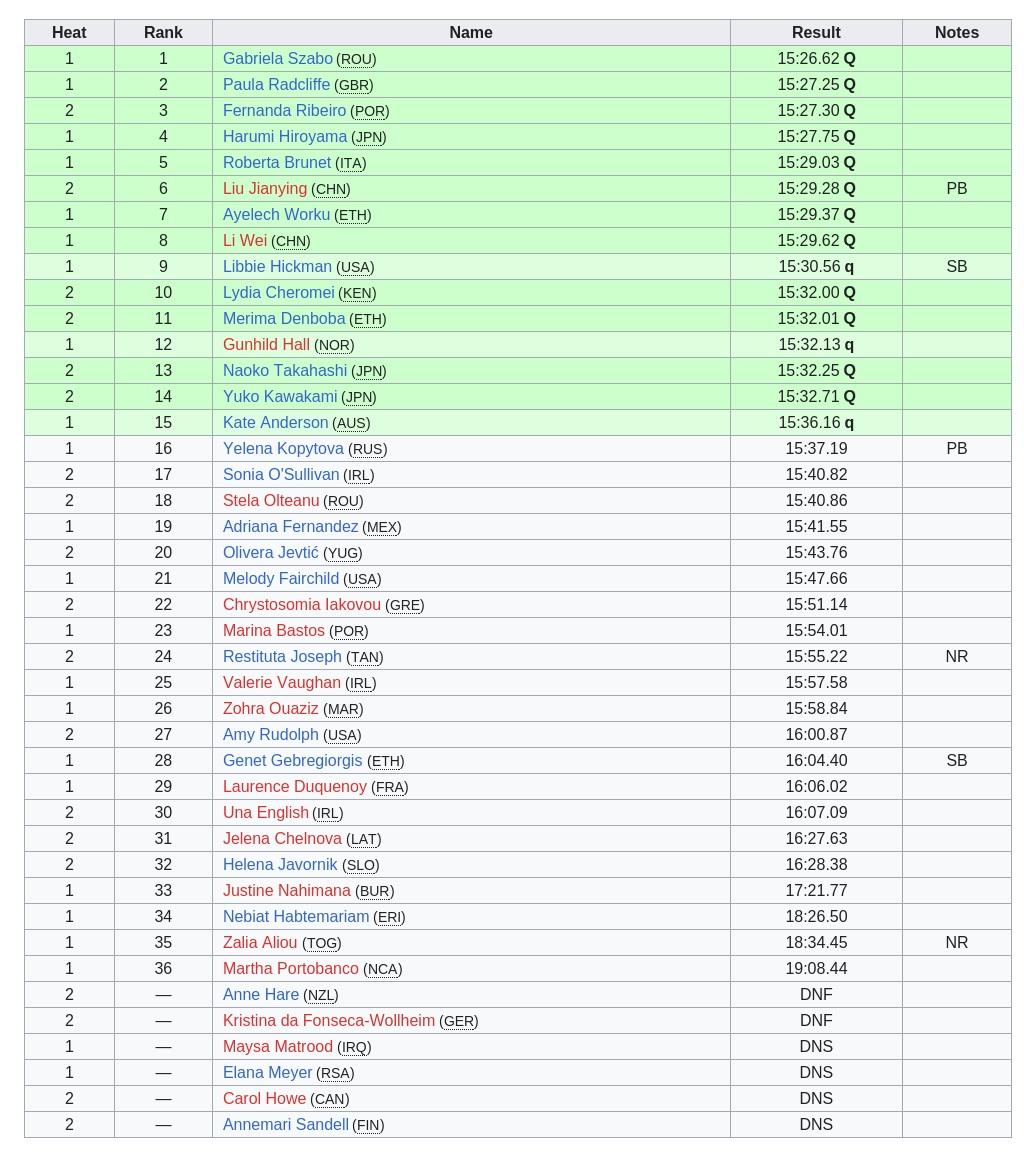 Heat Rank Name Result Notes
1 1 Gabriela Szabo (ROU) 15:26.62 Q
1 2 Paula Radcliffe (GBR) 15:27.25 Q
2 3 Fernanda Ribeiro (POR) 15:27.30 Q
1 4 Harumi Hiroyama (JPN) 15:27.75 Q
1 5 Roberta Brunet (ITA) 15:29.03 Q
2 6 Liu Jianying (CHN) 15:29.28 Q PB
1 7 Ayelech Worku (ETH) 15:29.37 Q
1 8 Li Wei (CHN) 15:29.62 Q
1 9 Libbie Hickman (USA) 15:30.56 q SB
2 10 Lydia Cheromei (KEN) 15:32.00 Q
2 11 Merima Denboba (ETH) 15:32.01 Q
1 12 Gunhild Hall (NOR) 15:32.13 q
2 13 Naoko Takahashi (JPN) 15:32.25 Q
2 14 Yuko Kawakami (JPN) 15:32.71 Q
1 15 Kate Anderson (AUS) 15:36.16 q
1 16 Yelena Kopytova (RUS) 15:37.19 PB
2 17 Sonia O'Sullivan (IRL) 15:40.82
2 18 Stela Olteanu (ROU) 15:40.86
1 19 Adriana Fernandez (MEX) 15:41.55
2 20 Olivera Jevtić (YUG) 15:43.76
1 21 Melody Fairchild (USA) 15:47.66
2 22 Chrystosomia Iakovou (GRE) 15:51.14
1 23 Marina Bastos (POR) 15:54.01
2 24 Restituta Joseph (TAN) 15:55.22 NR
1 25 Valerie Vaughan (IRL) 15:57.58
1 26 Zohra Ouaziz (MAR) 15:58.84
2 27 Amy Rudolph (USA) 16:00.87
1 28 Genet Gebregiorgis (ETH) 16:04.40 SB
1 29 Laurence Duquenoy (FRA) 16:06.02
2 30 Una English (IRL) 16:07.09
2 31 Jelena Chelnova (LAT) 16:27.63
2 32 Helena Javornik (SLO) 16:28.38
1 33 Justine Nahimana (BUR) 17:21.77
1 34 Nebiat Habtemariam (ERI) 18:26.50
1 35 Zalia Aliou (TOG) 18:34.45 NR
1 36 Martha Portobanco (NCA) 19:08.44
2 — Anne Hare (NZL) DNF
2 — Kristina da Fonseca-Wollheim (GER) DNF
1 — Maysa Matrood (IRQ) DNS
1 — Elana Meyer (RSA) DNS
2 — Carol Howe (CAN) DNS
2 — Annemari Sandell (FIN) DNS